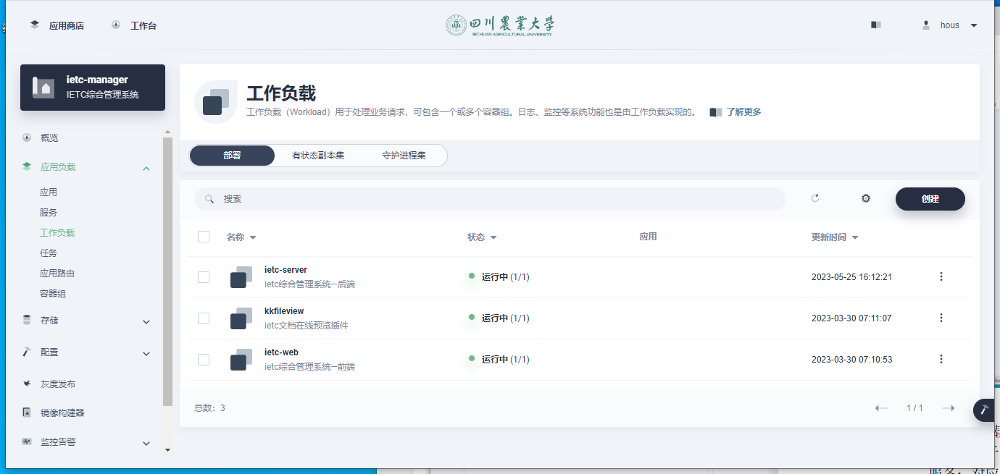 应用商店
工作台
四川農業大学
SICHUAN AGRICULTURAL UNIVERSITY
hous
ietc-manager
IETC综合管理系统
概览
应用负载
应用
服务
工作负载
任务
应用路由
容器组
存储
配置
灰度发布
镜像构建器
监控告警
工作负载
工作负载（Workload）用于处理业务请求，可包含一个或多个容器组。日志、监控等系统功能也是由工作负载实现的。 了解更多
部署 有状态副本集 守护进程集
搜索
创建
名称 状态 应用 更新时间
ietc-server
ietc综合管理系统—后端
运行中 (1/1)
2023-05-25 16:12:21
kkfileview
ietc文档在线预览插件
运行中 (1/1)
2023-03-30 07:11:07
ietc-web
ietc综合管理系统—前端
运行中 (1/1)
2023-03-30 07:10:53
总数：3
1 / 1